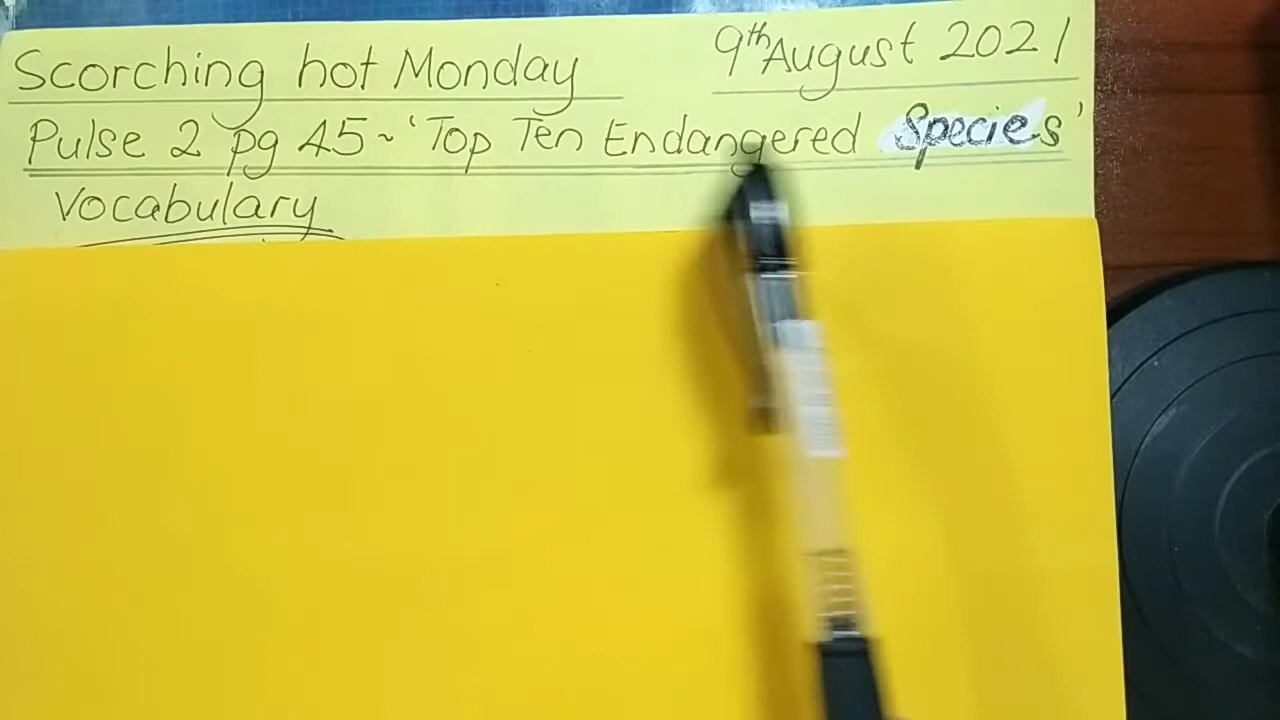 Scorching hot Monday 9th August 2021
Pulse 2 pg 45~ 'Top Ten Endangered Species'
Vocabulary